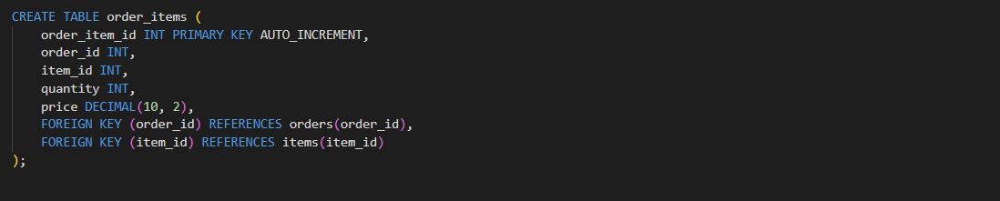 CREATE TABLE order_items (
    order_item_id INT PRIMARY KEY AUTO_INCREMENT,
    order_id INT,
    item_id INT,
    quantity INT,
    price DECIMAL(10, 2),
    FOREIGN KEY (order_id) REFERENCES orders(order_id),
    FOREIGN KEY (item_id) REFERENCES items(item_id)
);